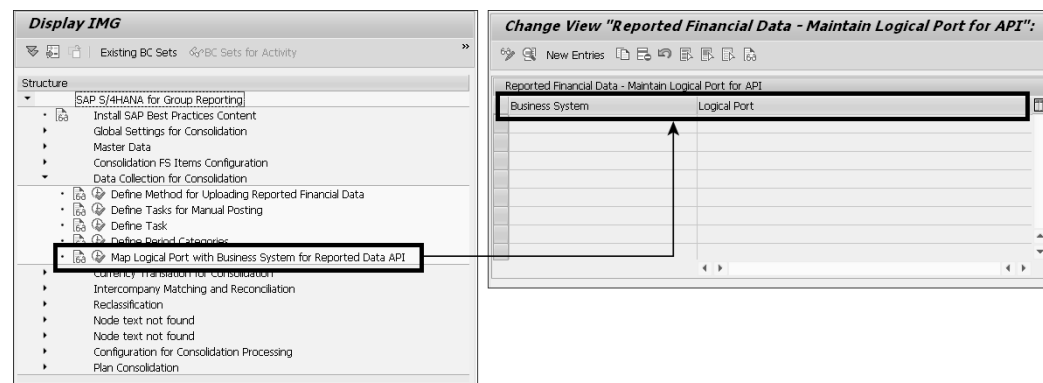 Display IMG
Existing BC Sets BC Sets for Activity »
Structure
SAP S/4HANA for Group Reporting
Install SAP Best Practices Content
Global Settings for Consolidation
Master Data
Consolidation FS Items Configuration
Data Collection for Consolidation
Define Method for Uploading Reported Financial Data
Define Tasks for Manual Posting
Define Task
Define Period Categories
Map Logical Port with Business System for Reported Data API
Currency Translation for Consolidation
Intercompany Matching and Reconciliation
Reclassification
Node text not found
Node text not found
Configuration for Consolidation Processing
Plan Consolidation
Change View "Reported Financial Data - Maintain Logical Port for API":
New Entries
Reported Financial Data - Maintain Logical Port for API
Business System Logical Port